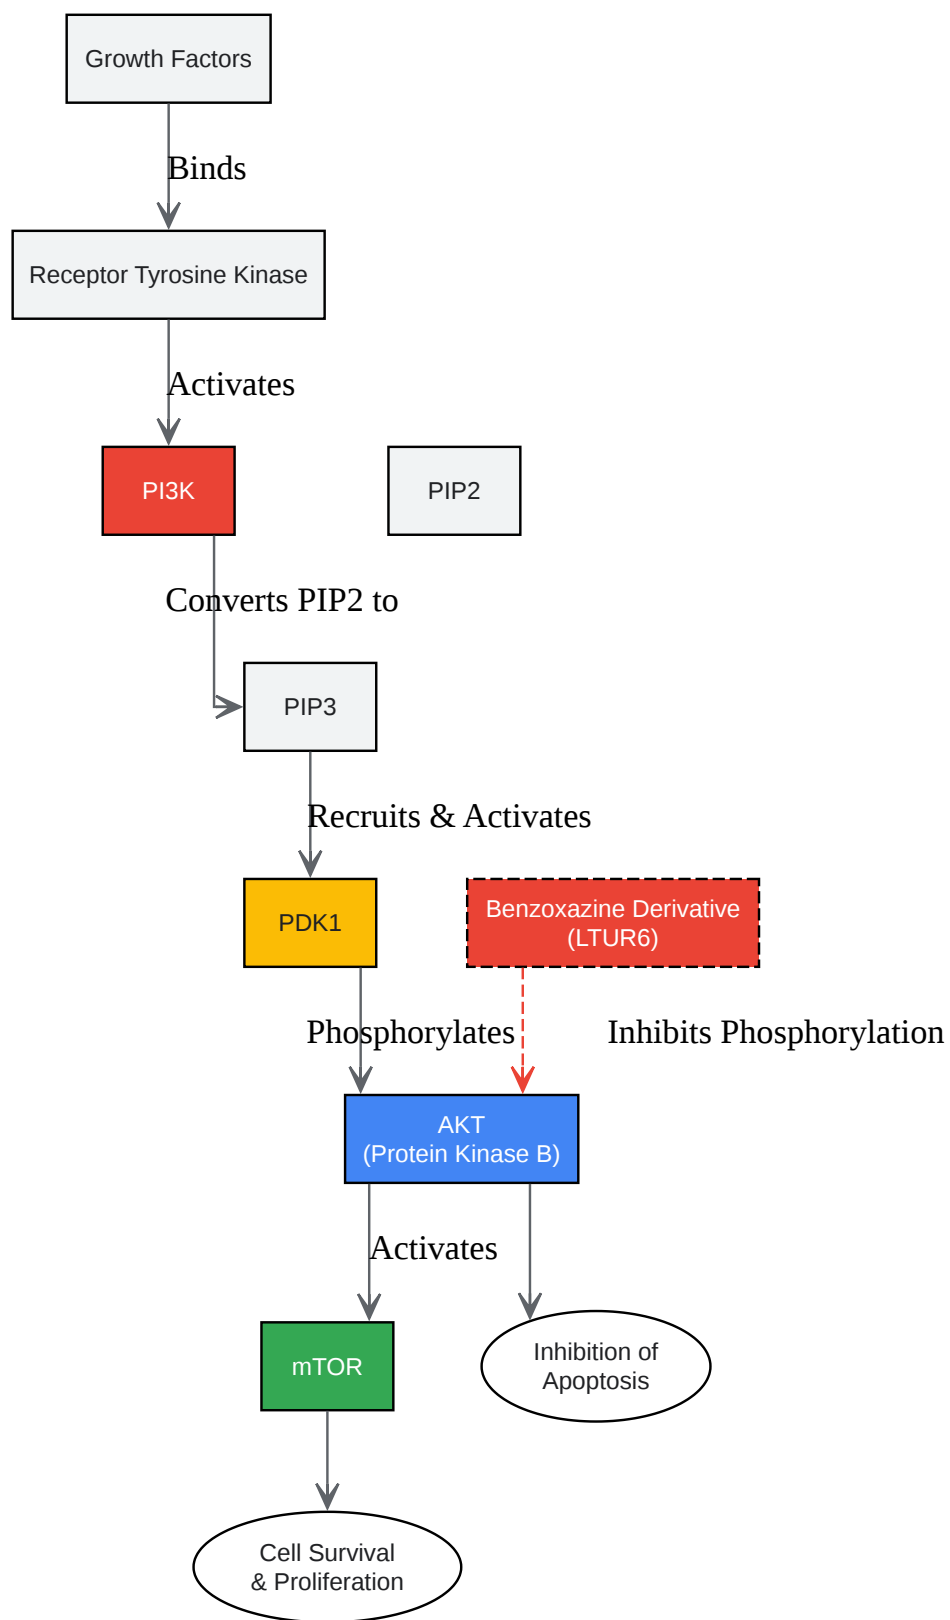 Growth Factors
Binds
Receptor Tyrosine Kinase
Activates
PI3K
PIP2
Converts PIP2 to
PIP3
Recruits & Activates
PDK1
Benzoxazine Derivative
(LTUR6)
Phosphorylates
Inhibits Phosphorylation
AKT
(Protein Kinase B)
Activates
mTOR
Inhibition of
Apoptosis
Cell Survival
& Proliferation